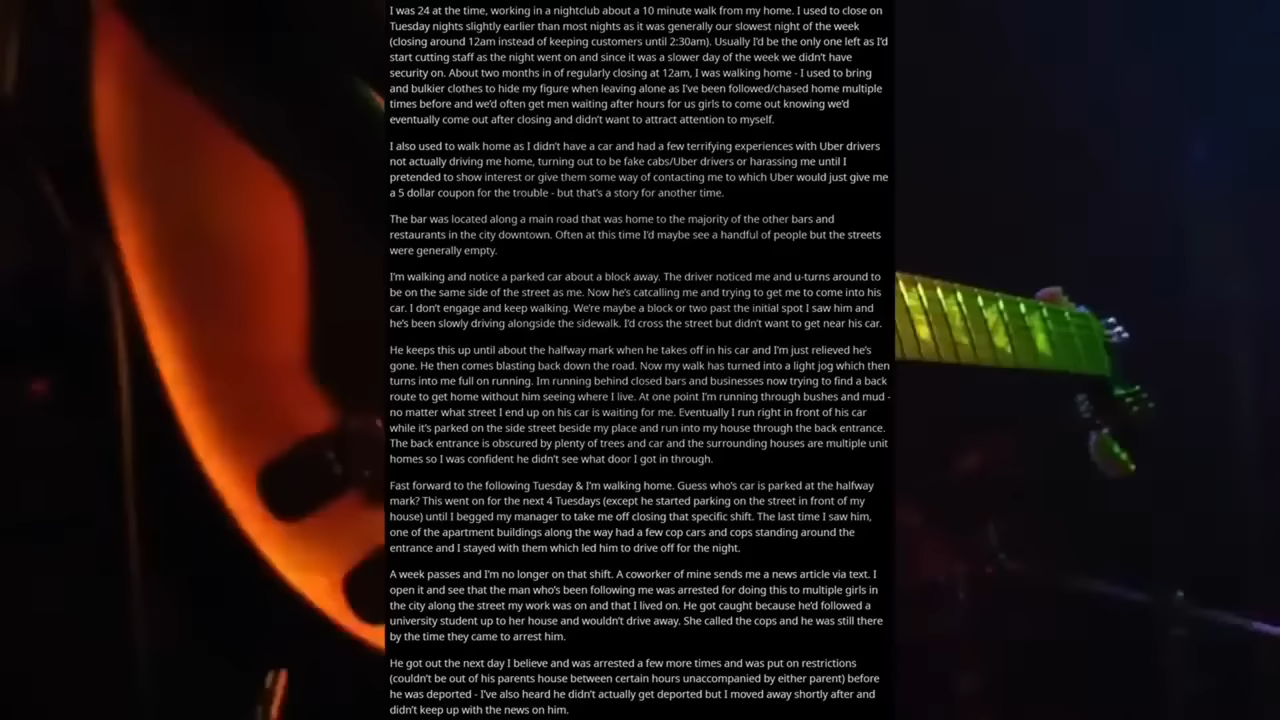 I was 24 at the time, working in a nightclub about a 10 minute walk from my home. I used to close on
Tuesday nights slightly earlier than most nights as it was generally our slowest night of the week
(closing around 12am instead of keeping customers until 2:30am). Usually I'd be the only one left as I'd
start cutting staff as the night went on and since it was a slower day of the week we didn't have
security on. About two months in of regularly closing at 12am, I was walking home - I used to bring
and bulkier clothes to hide my figure when leaving alone as I've been followed/chased home multiple
times before and we'd often get men waiting after hours for us girls to come out knowing we'd
eventually come out after closing and didn't want to attract attention to myself.
I also used to walk home as I didn't have a car and had a few terrifying experiences with Uber drivers
not actually driving me home, turning out to be fake cabs/Uber drivers or harassing me until I
pretended to show interest or give them some way of contacting me to which Uber would just give me
a 5 dollar coupon for the trouble - but that's a story for another time.
The bar was located along a main road that was home to the majority of the other bars and
restaurants in the city downtown. Often at this time I'd maybe see a handful of people but the streets
were generally empty.
I'm walking and notice a parked car about a block away. The driver noticed me and u-turns around to
be on the same side of the street as me. Now he's catcalling me and trying to get me to come into his
car. I don't engage and keep walking. We're maybe a block or two past the initial spot I saw him and
he's been slowly driving alongside the sidewalk. I'd cross the street but didn't want to get near his car.
He keeps this up until about the halfway mark when he takes off in his car and I'm just relieved he's
gone. He then comes blasting back down the road. Now my walk has turned into a light jog which then
turns into me full on running. Im running behind closed bars and businesses now trying to find a back
route to get home without him seeing where I live. At one point I'm running through bushes and mud -
no matter what street I end up on his car is waiting for me. Eventually I run right in front of his car
while it's parked on the side street beside my place and run into my house through the back entrance.
The back entrance is obscured by plenty of trees and car and the surrounding houses are multiple unit
homes so I was confident he didn't see what door I got in through.
Fast forward to the following Tuesday & I'm walking home. Guess who's car is parked at the halfway
mark? This went on for the next 4 Tuesdays (except he started parking on the street in front of my
house) until I begged my manager to take me off closing that specific shift. The last time I saw him,
one of the apartment buildings along the way had a few cop cars and cops standing around the
entrance and I stayed with them which led him to drive off for the night.
A week passes and I'm no longer on that shift. A coworker of mine sends me a news article via text. I
open it and see that the man who's been following me was arrested for doing this to multiple girls in
the city along the street my work was on and that I lived on. He got caught because he'd followed a
university student up to her house and wouldn't drive away. She called the cops and he was still there
by the time they came to arrest him.
He got out the next day I believe and was arrested a few more times and was put on restrictions
(couldn't be out of his parents house between certain hours unaccompanied by either parent) before
he was deported - I've also heard he didn't actually get deported but I moved away shortly after and
didn't keep up with the news on him.